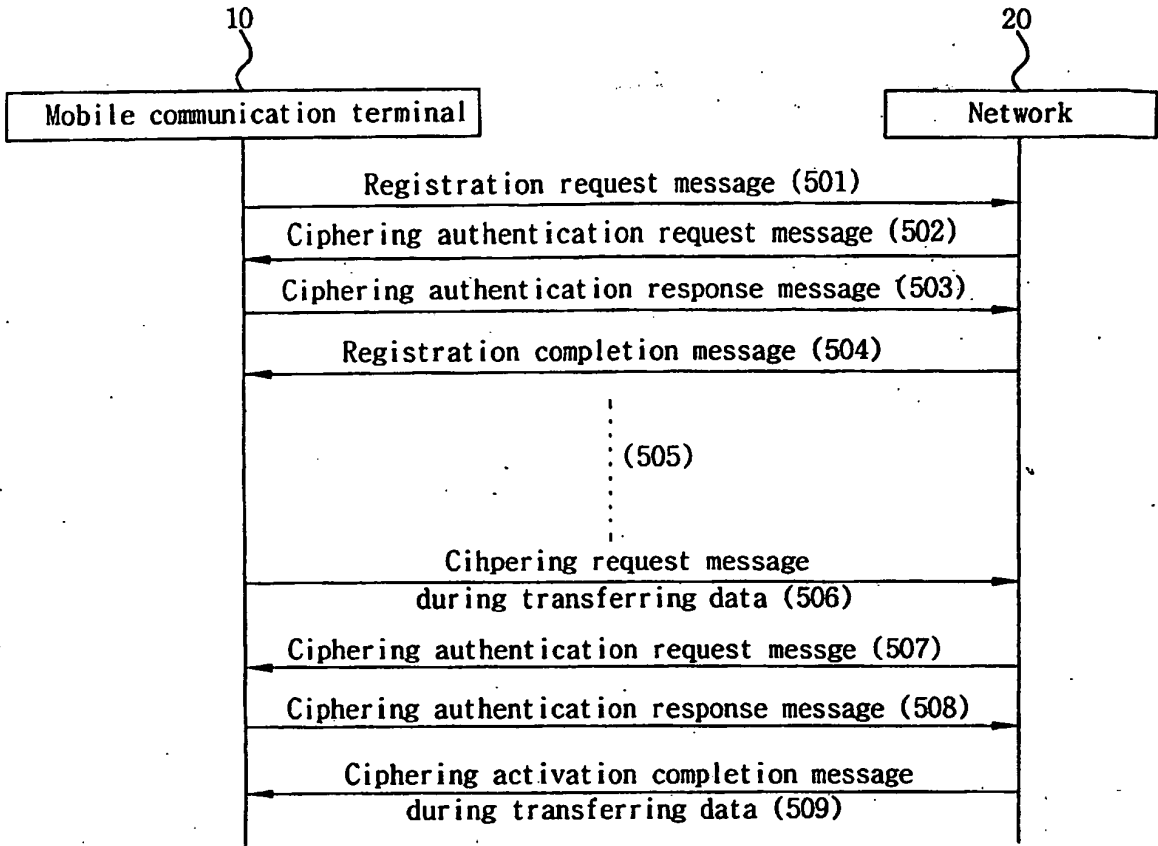 10
20
Mobile communication terminal
Network
Registration request message (501)
Ciphering authentication request message (502)
Ciphering authentication response message (503)
Registration completion message (504)
(505)
Cihpering request message
during transferring data (506)
Ciphering authentication request messge (507)
Ciphering authentication response message (508)
Ciphering activation completion message
during transferring data (509)